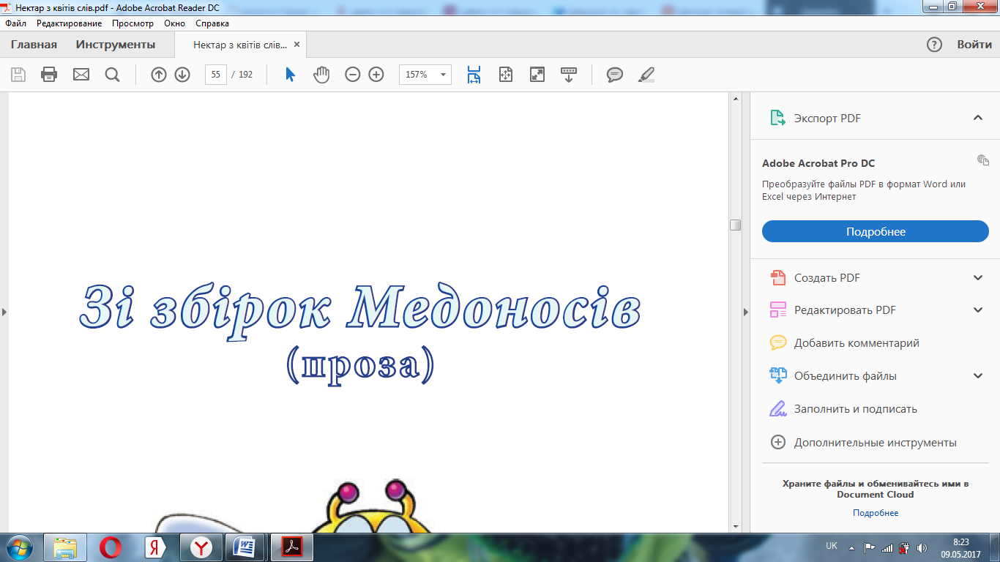 Нектар з квітів слів.pdf - Adobe Acrobat Reader DC
Файл Редактирование Просмотр Окно Справка
Главная Инструменты Нектар з квітів слів... × Войти
55 / 192 157%
Экспорт PDF
Adobe Acrobat Pro DC
Преобразуйте файлы PDF в формат Word или
Excel через Интернет
Подробнее
Создать PDF
Редактировать PDF
Добавить комментарий
Объединить файлы
Заполнить и подписать
Дополнительные инструменты
Храните файлы и обменивайтесь ими в
Document Cloud
Подробнее
Зі збірок Медоносів
(проза)
UK 8:23
09.05.2017